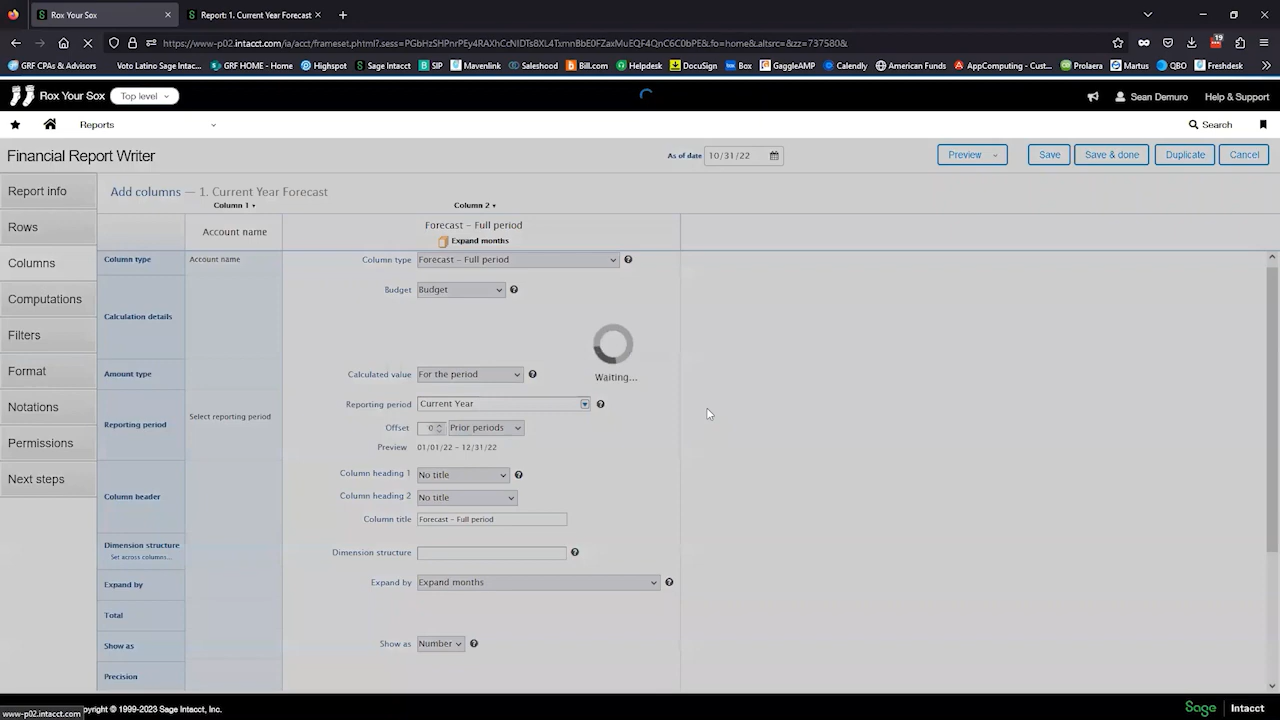 Rox Your Sox
Report: 1. Current Year Forecast
https://www-p02.intacct.com/ia/acct/frameset.phtml?.sess=
GRF CPAs & Advisors
Voto Latino Sage Intacc...
GRF HOME - Home
Highspot
Sage Intacct
SIP
Mavenlink
Saleshood
Bill.com
Helpdesk
DocuSign
Box
GaggleAMP
Calendly
American Funds
AppComputing - Cust...
Prolaera
Martus
QBO
Freshdesk
19
Rox Your Sox
Top level
Sean Demuro
Help & Support
Reports
Search
Financial Report Writer
As of date
10/31/22
Preview
Save
Save & done
Duplicate
Cancel
Report info
Rows
Columns
Computations
Filters
Format
Notations
Permissions
Next steps
Add columns — 1. Current Year Forecast
Column 1
Column 2
Account name
Forecast - Full period
Expand months
Column type
Account name
Column type
Forecast - Full period
Budget
Budget
Calculation details
Waiting...
Amount type
Calculated value
For the period
Reporting period
Select reporting period
Reporting period
Current Year
Offset
0
Prior periods
Preview
01/01/22 - 12/31/22
Column header
Column heading 1
No title
Column heading 2
No title
Column title
Forecast - Full period
Dimension structure
Set across columns...
Dimension structure
Expand by
Expand by
Expand months
Total
Show as
Show as
Number
Precision
www-p02.intacct.com
pyright © 1999-2023 Sage Intacct, Inc.
Sage
Intacct